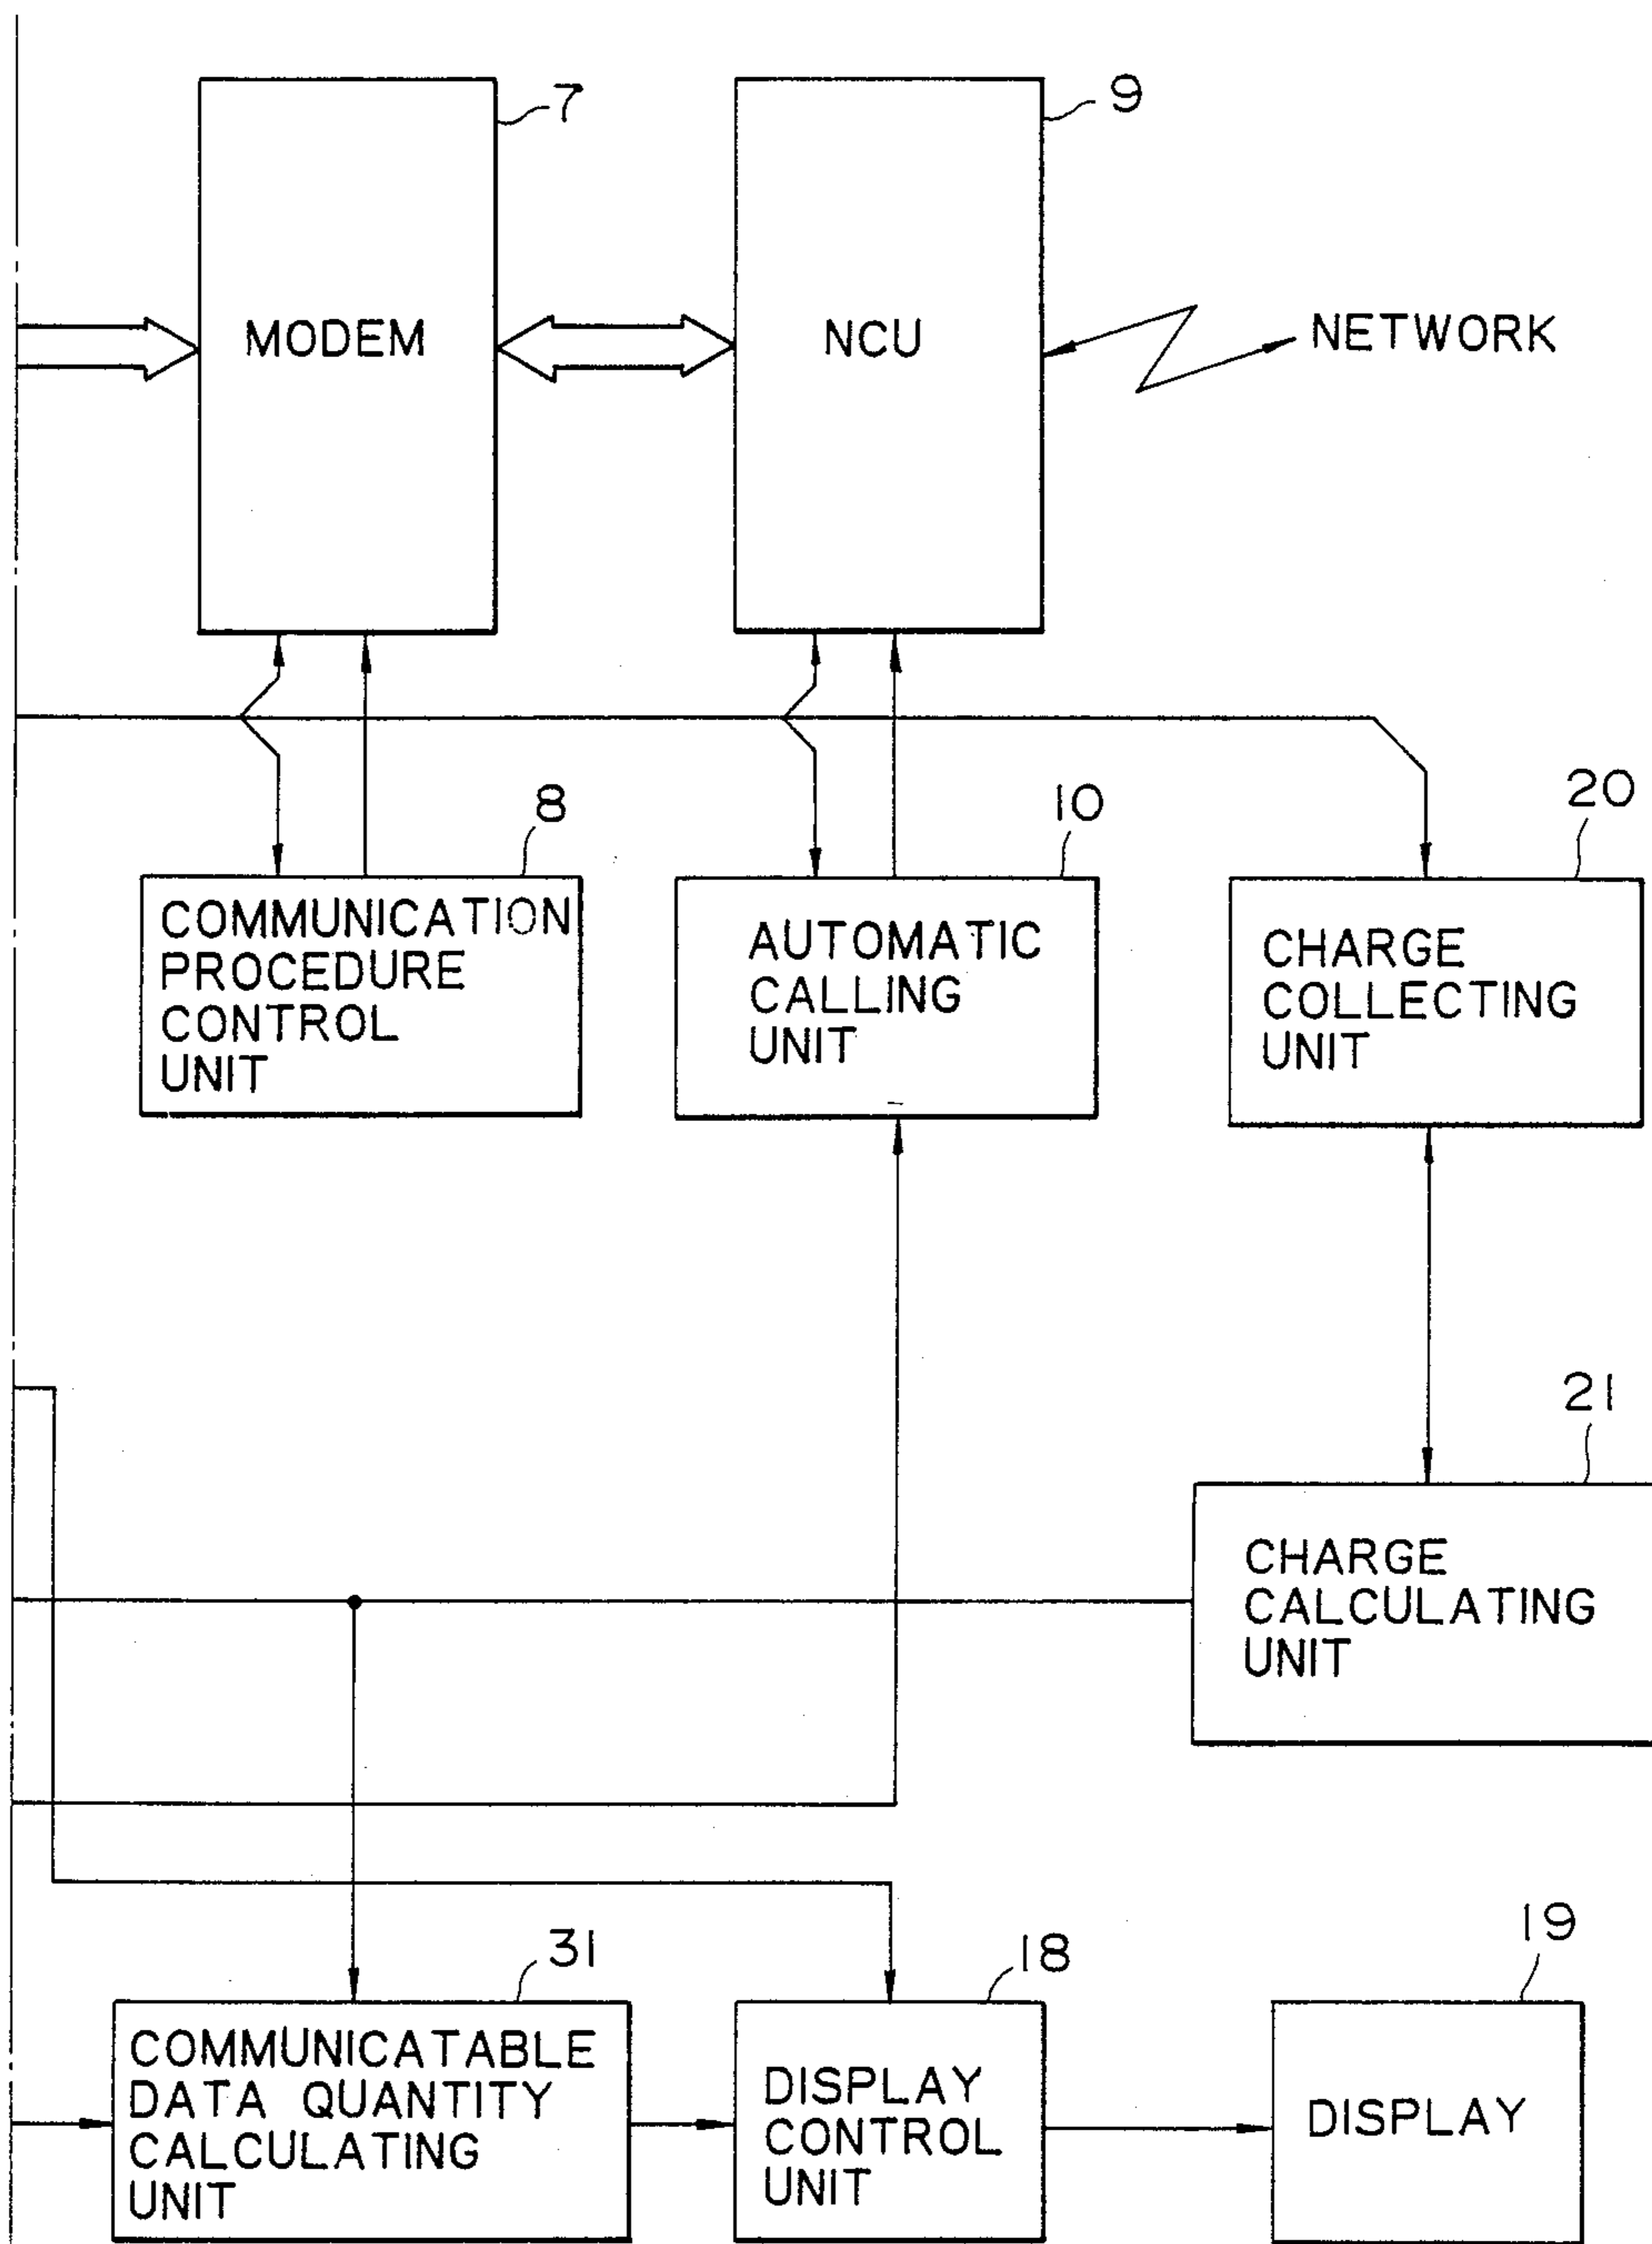 7
9
MODEM
NCU
NETWORK
8
10
20
COMMUNICATION
PROCEDURE
CONTROL
UNIT
AUTOMATIC
CALLING
UNIT
CHARGE
COLLECTING
UNIT
21
CHARGE
CALCULATING
UNIT
31
18
19
COMMUNICATABLE
DATA QUANTITY
CALCULATING
UNIT
DISPLAY
CONTROL
UNIT
DISPLAY